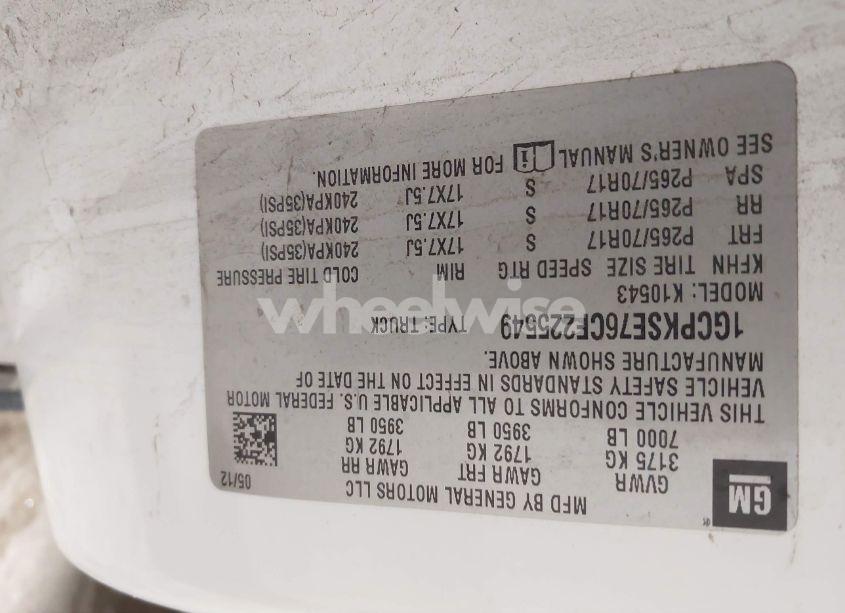 GM
MFD BY GENERAL MOTORS LLC
05/12
GVWR GAWR FRT GAWR RR
3175 KG 1792 KG 1792 KG
7000 LB 3950 LB 3950 LB
THIS VEHICLE CONFORMS TO ALL APPLICABLE U.S. FEDERAL MOTOR
VEHICLE SAFETY STANDARDS IN EFFECT ON THE DATE OF
MANUFACTURE SHOWN ABOVE.
1GCPKSE76CF225549 TYPE: TRUCK
MODEL: K10543
KFHN TIRE SIZE SPEED RTG RIM COLD TIRE PRESSURE
FRT P265/70R17 S 17X7.5J 240KPA(35PSI)
RR P265/70R17 S 17X7.5J 240KPA(35PSI)
SPA P265/70R17 S 17X7.5J 240KPA(35PSI)
SEE OWNER'S MANUAL FOR MORE INFORMATION.
wheelwise